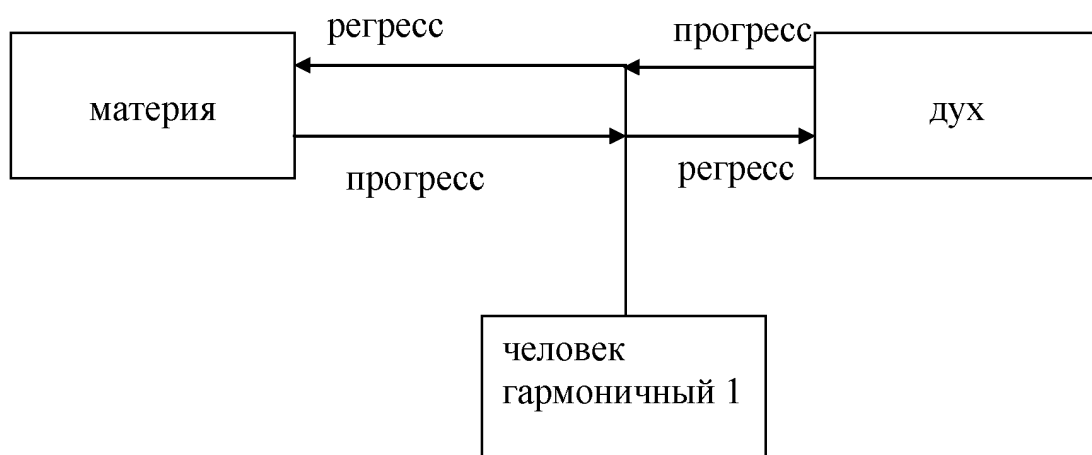 регресс
прогресс
материя
дух
прогресс
регресс
человек
гармоничный 1